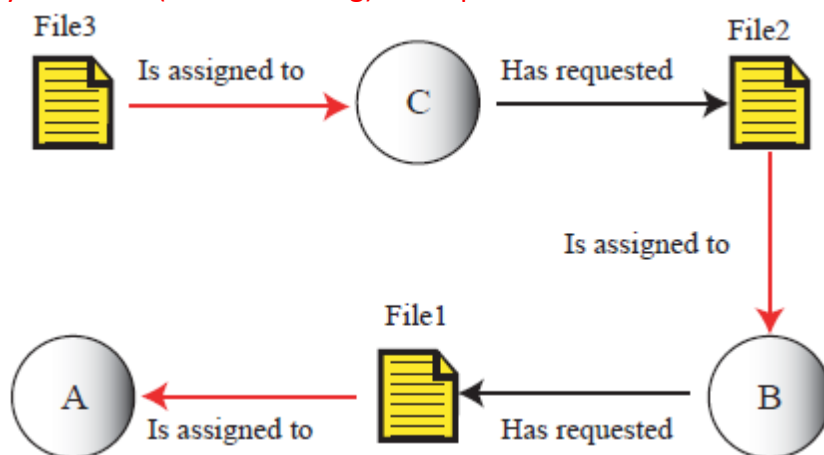 File3
Is assigned to
C
Has requested
File2
Is assigned to
File1
A
Is assigned to
Has requested
B